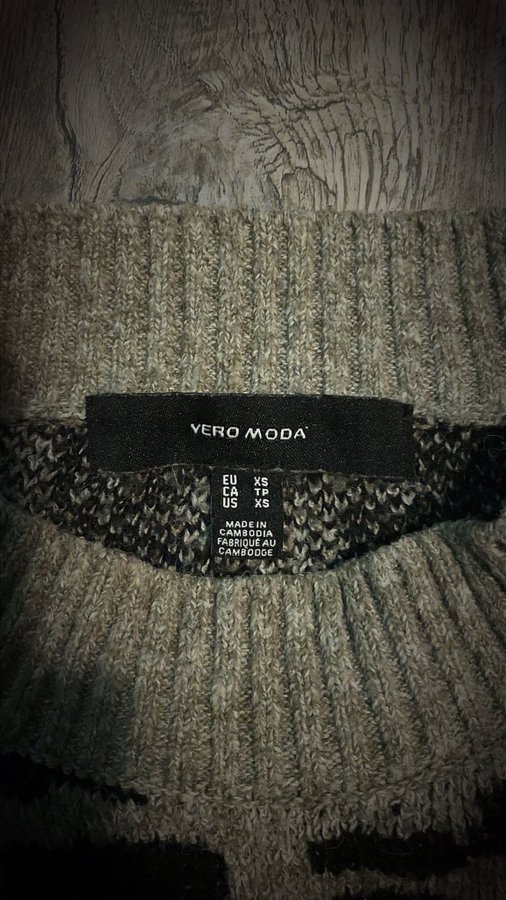 VERO MODA
EU XS
CA TP
US XS
MADE IN
CAMBODIA
FABRIQUÉ AU
CAMBODGE